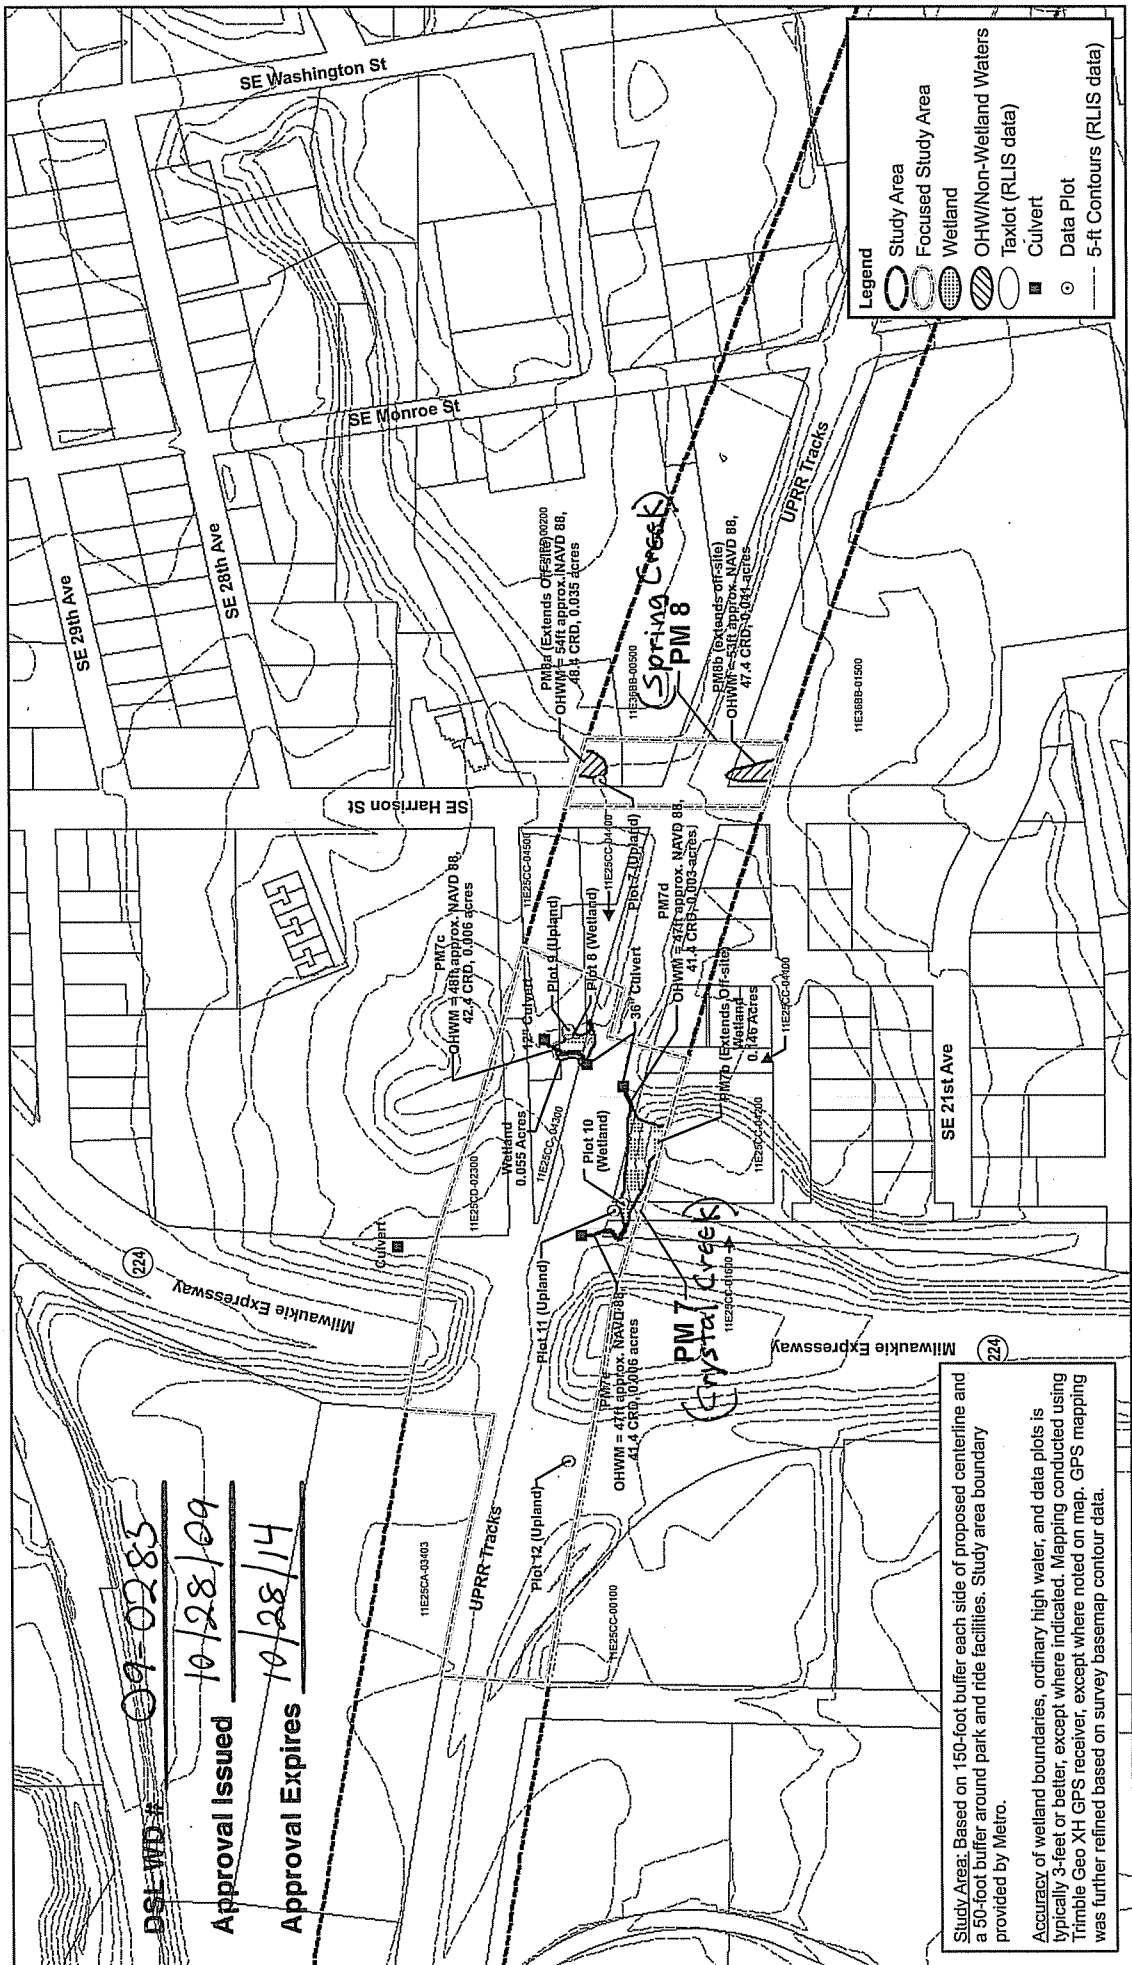 DSL WD # 09-0283
Approval Issued 10/28/09
Approval Expires 10/28/14
SE Washington St
SE Monroe St
SE 29th Ave
SE 28th Ave
SE Harrison St
SE 21st Ave
Milwaukie Expressway
224
Milwaukie Expressway
224
UPRR Tracks
UPRR Tracks
11E25CA-03403
11E25CC-00100
Plot 12 (Upland)
Culvert
11E25CD-02300
PM7c
OHWM = 48ft approx. NAVD 88,
42.4 CRD, 0.006 acres
12" Culvert
Wetland
0.055 Acres
11E25CC-04300
11E25CC-04500
Plot 9 (Upland)
Plot 8 (Wetland)
11E25CC-04400
Plot 7 (Upland)
36" Culvert
PM7d
OHWM = 47ft approx. NAVD 88,
41.4 CRD, 0.003 acres
Plot 10
(Wetland)
Plot 11 (Upland)
PM7e
OHWM = 47ft approx. NAVD 88,
41.4 CRD, 0.006 acres
PM 7
(Crystal Creek)
11E25CC-01600
PM7b (Extends Off-site)
Wetland
0.146 Acres
11E25CC-04100
11E25CC-04200
PM8a (Extends Off-site)
00200
OHWM = 54ft approx. NAVD 88,
48.4 CRD, 0.035 acres
11E36BB-00500
(Spring Creek)
PM 8
PM8b (extends off-site)
OHWM = 53ft approx. NAVD 88,
47.4 CRD, 0.041 acres
11E36BB-01500
Legend
Study Area
Focused Study Area
Wetland
OHW/Non-Wetland Waters
Taxlot (RLIS data)
Culvert
Data Plot
5-ft Contours (RLIS data)
Study Area: Based on 150-foot buffer each side of proposed centerline and
a 50-foot buffer around park and ride facilities. Study area boundary
provided by Metro.
Accuracy of wetland boundaries, ordinary high water, and data plots is
typically 3-feet or better, except where indicated. Mapping conducted using
Trimble Geo XH GPS receiver, except where noted on map. GPS mapping
was further refined based on survey basemap contour data.